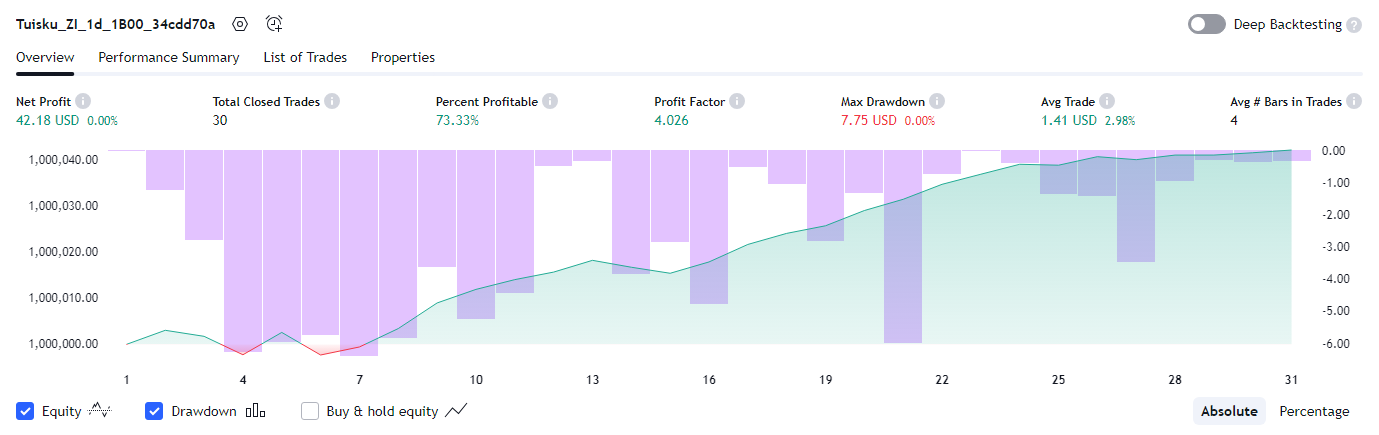 Tuisku_ZI_1d_1B00_34cdd70a Deep Backtesting ?
Overview Performance Summary List of Trades Properties
Net Profit Total Closed Trades Percent Profitable Profit Factor Max Drawdown Avg Trade Avg # Bars in Trades
42.18 USD 0.00% 30 73.33% 4.026 7.75 USD 0.00% 1.41 USD 2.98% 4
1,000,040.00 0.00
-1.00
1,000,030.00 -2.00
1,000,020.00 -3.00
-4.00
1,000,010.00 -5.00
1,000,000.00 -6.00
1 4 7 10 13 16 19 22 25 28 31
Equity Drawdown Buy & hold equity Absolute Percentage